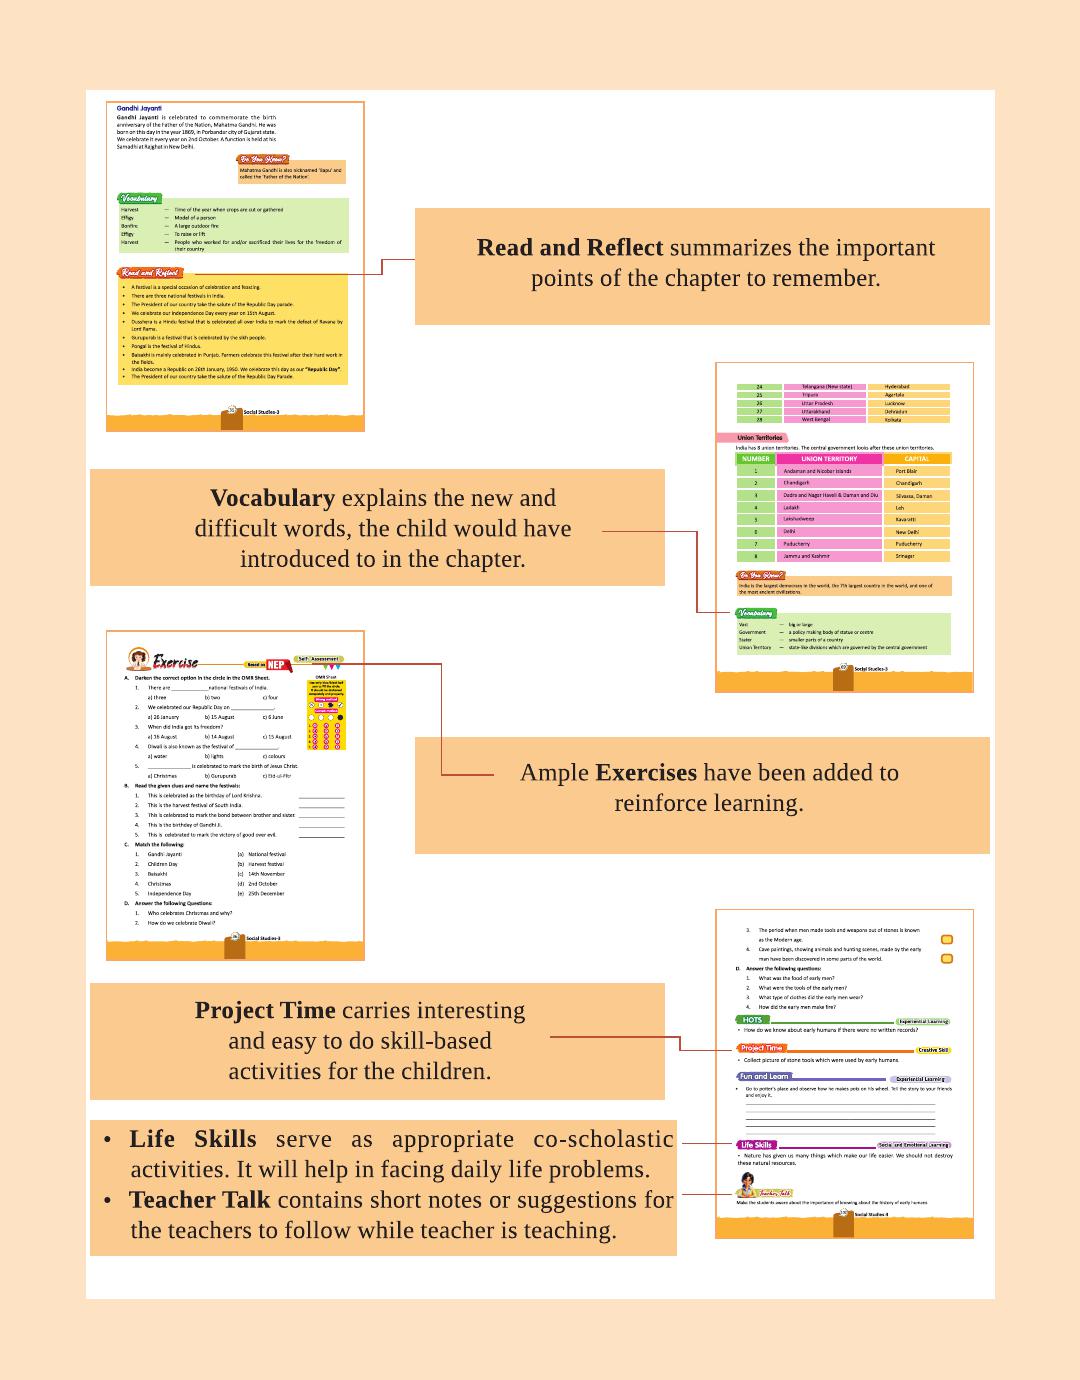 Gandhi Jayanti
Gandhi Jayanti is celebrated to commemorate the birth
anniversary of the Father of the Nation, Mahatma Gandhi. He was
born on this day in the year 1869, in Porbandar city of Gujarat state.
We celebrate it every year on 2nd October. A function is held at his
Samadhi at Rajghat in New Delhi.
Do You Know?
Mahatma Gandhi is also nicknamed 'Bapu' and
called the 'Father of the Nation'.
Vocabulary
Harvest — Time of the year when crops are cut or gathered
Effigy — Model of a person
Bonfire — A large outdoor fire
Effigy — To raise or lift
Harvest — People who worked for and/or sacrificed their lives for the freedom of
their country
Read and Reflect
• A festival is a special occasion of celebration and feasting.
• There are three national festivals in India.
• The President of our country take the salute of the Republic Day parade.
• We celebrate our Independence Day every year on 15th August.
• Dusshera is a Hindu festival that is celebrated all over India to mark the defeat of Ravana by
Lord Rama.
• Gurupurab is a festival that is celebrated by the sikh people.
• Pongal is the festival of Hindus.
• Baisakhi is mainly celebrated in Punjab. Farmers celebrate this festival after their hard work in
the fields.
• India become a Republic on 26th January, 1950. We celebrate this day as our "Republic Day".
• The President of our country take the salute of the Republic Day Parade.
Social Studies-3
Read and Reflect summarizes the important
points of the chapter to remember.
24 Telangana (New state) Hyderabad
25 Tripura Agartala
26 Uttar Pradesh Lucknow
27 Uttarakhand Dehradun
28 West Bengal Kolkata
Union Territories
India has 8 union territories. The central government looks after these union territories.
NUMBER UNION TERRITORY CAPITAL
1 Andaman and Nicobar Islands Port Blair
2 Chandigarh Chandigarh
3 Dadra and Nagar Haveli & Daman and Diu Silvassa, Daman
4 Ladakh Leh
5 Lakshadweep Kavaratti
6 Delhi New Delhi
7 Puducherry Puducherry
8 Jammu and Kashmir Srinagar
Do You Know?
India is the largest democracy in the world, the 7th largest country in the world, and one of
the most ancient civilizations.
Vocabulary
Vast — big or large
Government — a policy making body of statue or centre
Stater — smaller parts of a country
Union Territory — state-like divisions which are governed by the central government
Social Studies-3
Vocabulary explains the new and
difficult words, the child would have
introduced to in the chapter.
Exercise
Based on NEP
Self- Assessment
A. Darken the correct option in the circle in the OMR Sheet.
OMR Sheet
1. There are ______________national festivals of India.
a) three b) two c) four
2. We celebrated our Republic Day on ________________.
a) 26 January b) 15 August c) 6 June
3. When did India got its freedom?
a) 16 August b) 14 August c) 15 August
4. Diwali is also known as the festival of ________________.
a) water b) lights c) colours
5. ________________ is celebrated to mark the birth of Jesus Christ.
a) Christmas b) Gurupurab c) Eid-ul-Fitr
B. Read the given clues and name the festivals:
1. This is celebrated as the birthday of Lord Krishna.
2. This is the harvest festival of South India.
3. This is celebrated to mark the bond between brother and sister.
4. This is the birthday of Gandhi Ji.
5. This is celebrated to mark the victory of good over evil.
C. Match the following:
1. Gandhi Jayanti (a) National festival
2. Children Day (b) Harvest festival
3. Baisakhi (c) 14th November
4. Christmas (d) 2nd October
5. Independence Day (e) 25th December
D. Answer the following Questions:
1. Who celebrates Christmas and why?
2. How do we celebrate Diwali?
Social Studies-3
Ample Exercises have been added to
reinforce learning.
3. The period when men made tools and weapons out of stones is known
as the Modern age.
4. Cave paintings, showing animals and hunting scenes, made by the early
man have been discovered in some parts of the world.
D. Answer the following questions:
1. What was the food of early men?
2. What were the tools of the early men?
3. What type of clothes did the early men wear?
4. How did the early men make fire?
HOTS Experiential Learning
• How do we know about early humans if there were no written records?
Project Time Creative Skill
• Collect picture of stone tools which were used by early humans.
Fun and Learn Experiential Learning
• Go to potter's place and observe how he makes pots on his wheel. Tell the story to your friends
and enjoy it.
Life Skills Social and Emotional Learning
• Nature has given us many things which make our life easier. We should not destroy
these natural resources.
Teacher Talk
Make the students aware about the importance of knowing about the history of early humans
Social Studies-4
Project Time carries interesting
and easy to do skill-based
activities for the children.
• Life Skills serve as appropriate co-scholastic
activities. It will help in facing daily life problems.
• Teacher Talk contains short notes or suggestions for
the teachers to follow while teacher is teaching.